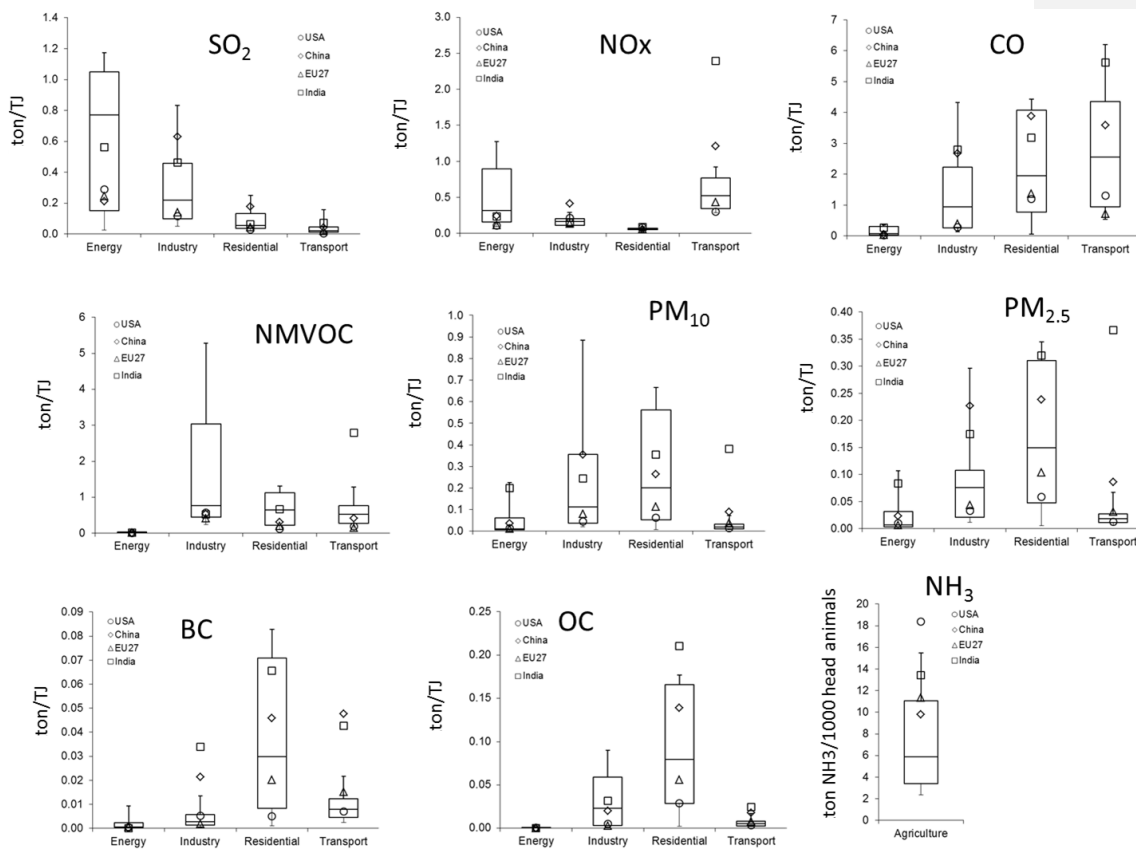 SO2
ton/TJ
1.4
1.2
1.0
0.8
0.6
0.4
0.2
0.0
USA
China
EU27
India
Energy Industry Residential Transport
NOx
ton/TJ
3.0
2.5
2.0
1.5
1.0
0.5
0.0
USA
China
EU27
India
Energy Industry Residential Transport
CO
ton/TJ
7
6
5
4
3
2
1
0
USA
China
EU27
India
Energy Industry Residential Transport
NMVOC
ton/TJ
6
5
4
3
2
1
0
USA
China
EU27
India
Energy Industry Residential Transport
PM10
ton/TJ
1.0
0.9
0.8
0.7
0.6
0.5
0.4
0.3
0.2
0.1
0.0
USA
China
EU27
India
Energy Industry Residential Transport
PM2.5
ton/TJ
0.40
0.35
0.30
0.25
0.20
0.15
0.10
0.05
0.00
USA
China
EU27
India
Energy Industry Residential Transport
BC
ton/TJ
0.09
0.08
0.07
0.06
0.05
0.04
0.03
0.02
0.01
0.00
USA
China
EU27
India
Energy Industry Residential Transport
OC
ton/TJ
0.25
0.20
0.15
0.10
0.05
0.00
USA
China
EU27
India
Energy Industry Residential Transport
NH3
ton NH3/1000 head animals
20
18
16
14
12
10
8
6
4
2
0
USA
China
EU27
India
Agriculture